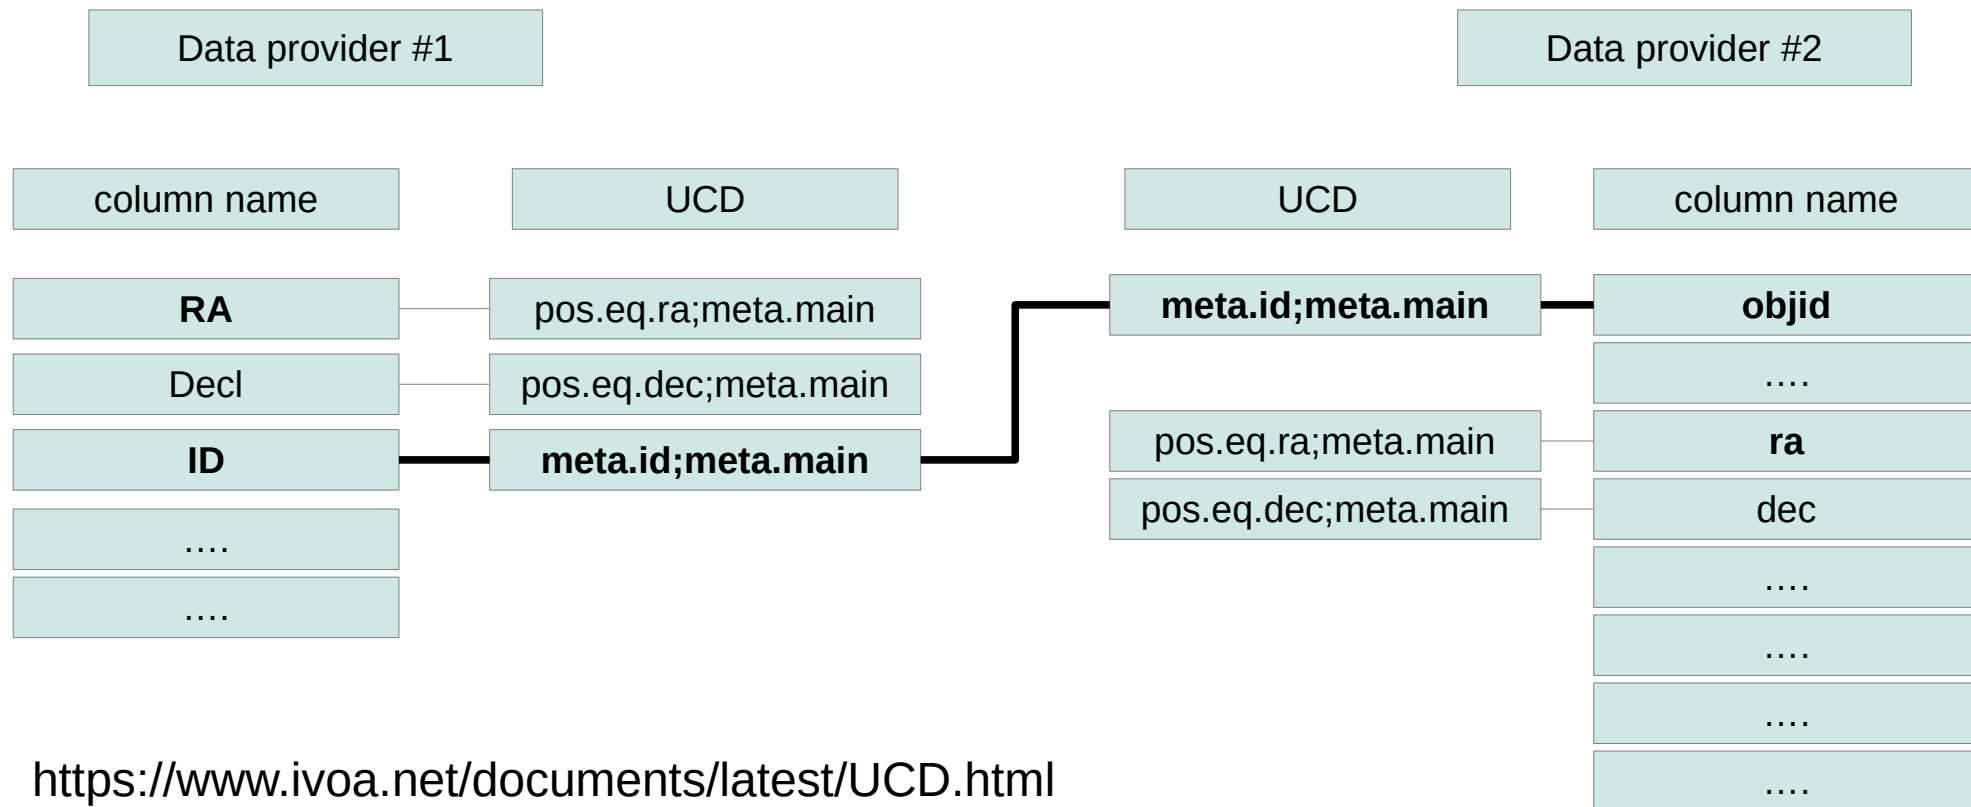 Data provider #1
Data provider #2
column name
UCD
UCD
column name
RA
pos.eq.ra;meta.main
meta.id;meta.main
objid
Decl
pos.eq.dec;meta.main
....
ID
meta.id;meta.main
pos.eq.ra;meta.main
ra
....
pos.eq.dec;meta.main
dec
....
....
....
....
....
https://www.ivoa.net/documents/latest/UCD.html